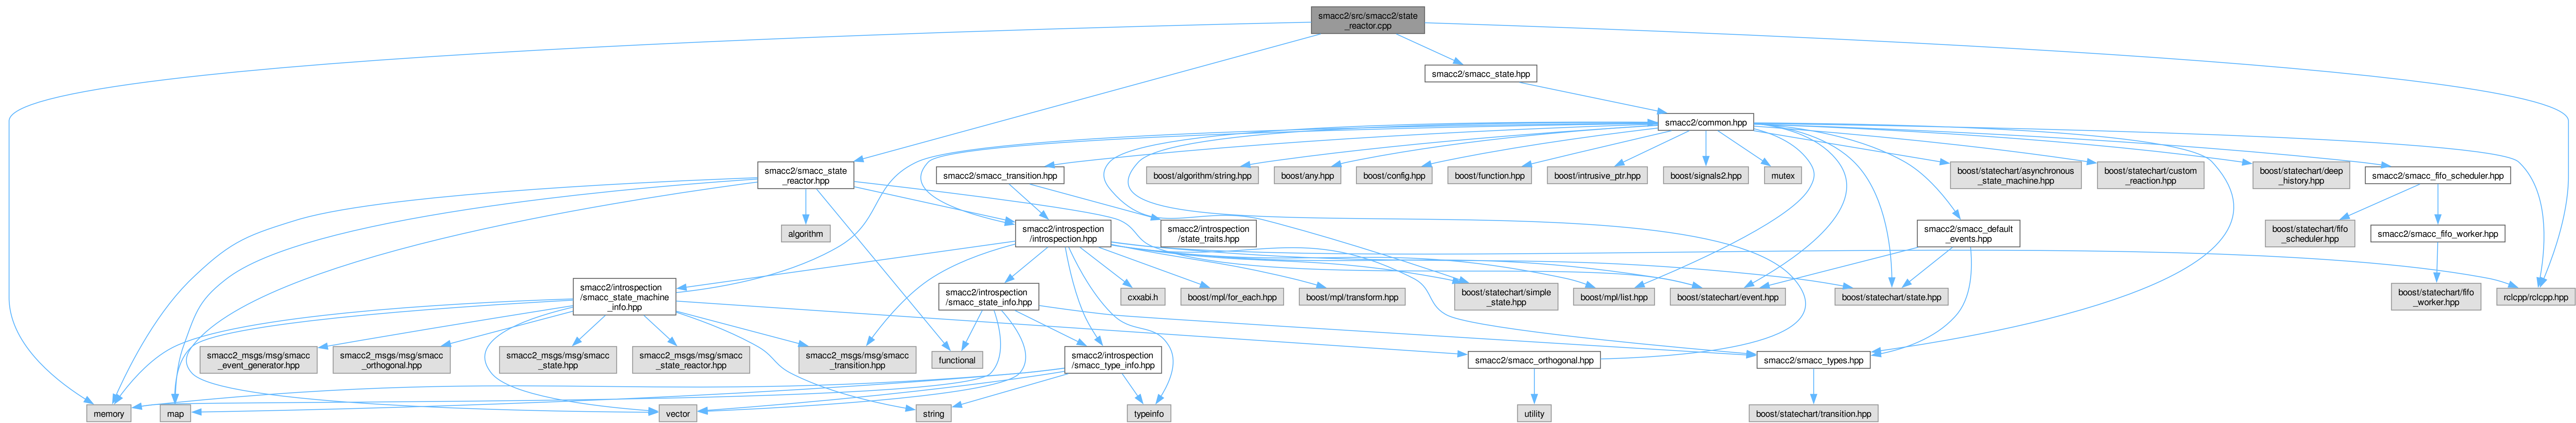 smacc2/src/smacc2/state
_reactor.cpp
smacc2/smacc_state.hpp
smacc2/common.hpp
smacc2/smacc_state
_reactor.hpp
smacc2/smacc_transition.hpp
boost/algorithm/string.hpp
boost/any.hpp
boost/config.hpp
boost/function.hpp
boost/intrusive_ptr.hpp
boost/signals2.hpp
mutex
boost/statechart/asynchronous
_state_machine.hpp
boost/statechart/custom
_reaction.hpp
boost/statechart/deep
_history.hpp
smacc2/smacc_fifo_scheduler.hpp
algorithm
smacc2/introspection
/introspection.hpp
smacc2/introspection
/state_traits.hpp
smacc2/smacc_default
_events.hpp
boost/statechart/fifo
_scheduler.hpp
smacc2/smacc_fifo_worker.hpp
smacc2/introspection
/smacc_state_machine
_info.hpp
smacc2/introspection
/smacc_state_info.hpp
cxxabi.h
boost/mpl/for_each.hpp
boost/mpl/transform.hpp
boost/statechart/simple
_state.hpp
boost/mpl/list.hpp
boost/statechart/event.hpp
boost/statechart/state.hpp
boost/statechart/fifo
_worker.hpp
rclcpp/rclcpp.hpp
smacc2_msgs/msg/smacc
_event_generator.hpp
smacc2_msgs/msg/smacc
_orthogonal.hpp
smacc2_msgs/msg/smacc
_state.hpp
smacc2_msgs/msg/smacc
_state_reactor.hpp
smacc2_msgs/msg/smacc
_transition.hpp
functional
smacc2/introspection
/smacc_type_info.hpp
smacc2/smacc_orthogonal.hpp
smacc2/smacc_types.hpp
memory
map
vector
string
typeinfo
utility
boost/statechart/transition.hpp